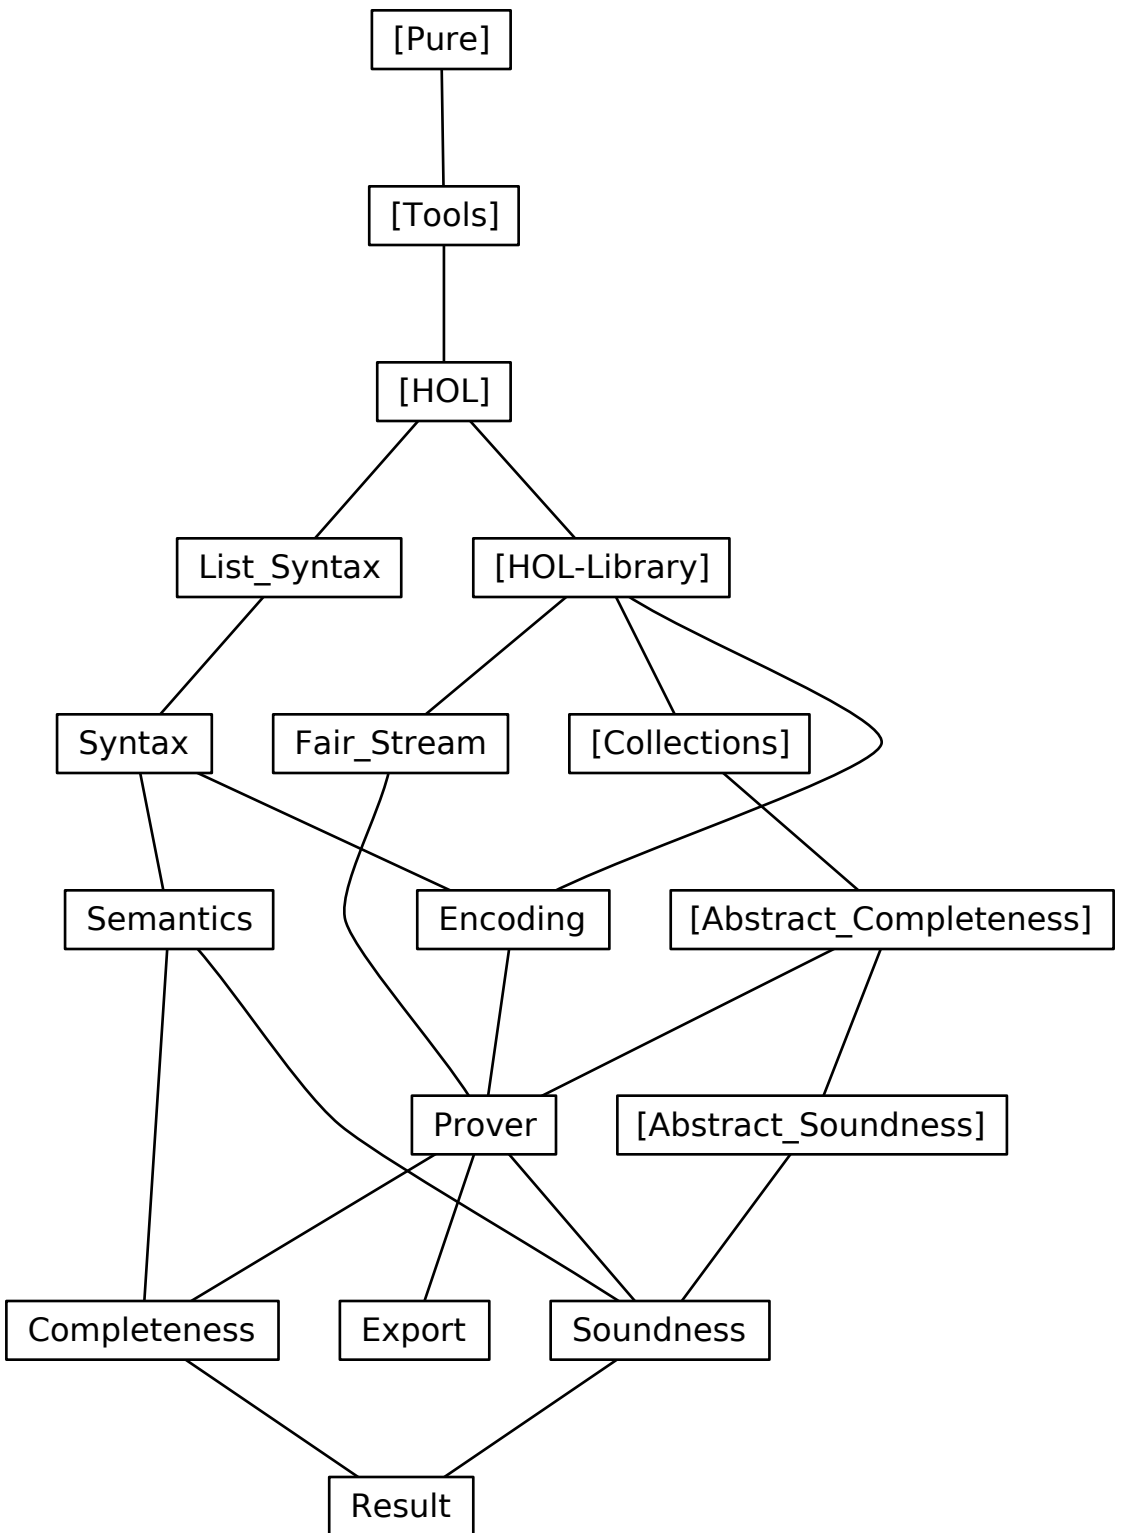 [Pure]
[Tools]
[HOL]
List_Syntax
[HOL-Library]
Syntax
Fair_Stream
[Collections]
Semantics
Encoding
[Abstract_Completeness]
Prover
[Abstract_Soundness]
Completeness
Export
Soundness
Result